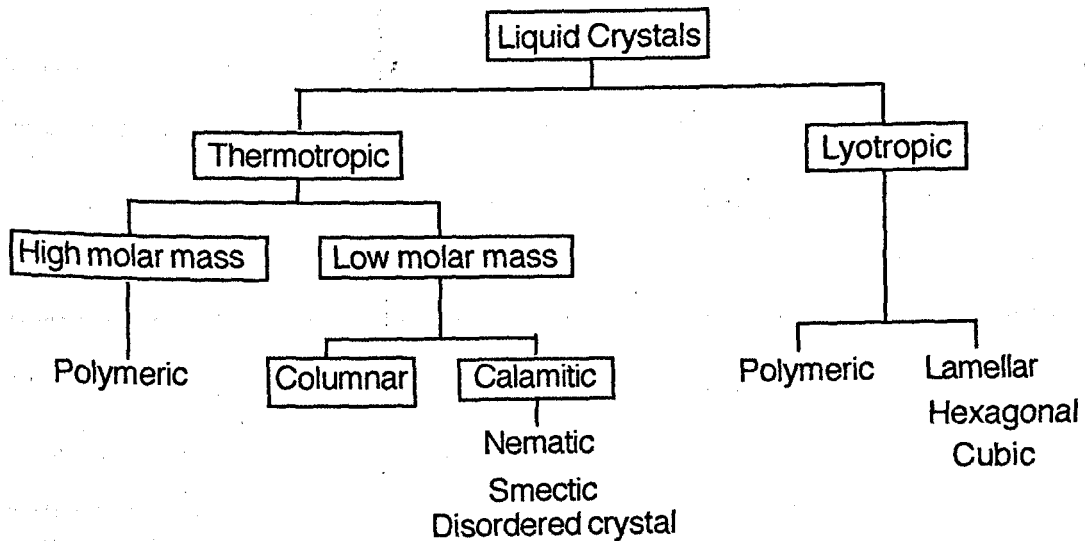 Liquid Crystals
Thermotropic
Lyotropic
High molar mass
Low molar mass
Polymeric
Columnar
Calamitic
Polymeric
Lamellar
Hexagonal
Cubic
Nematic
Smectic
Disordered crystal